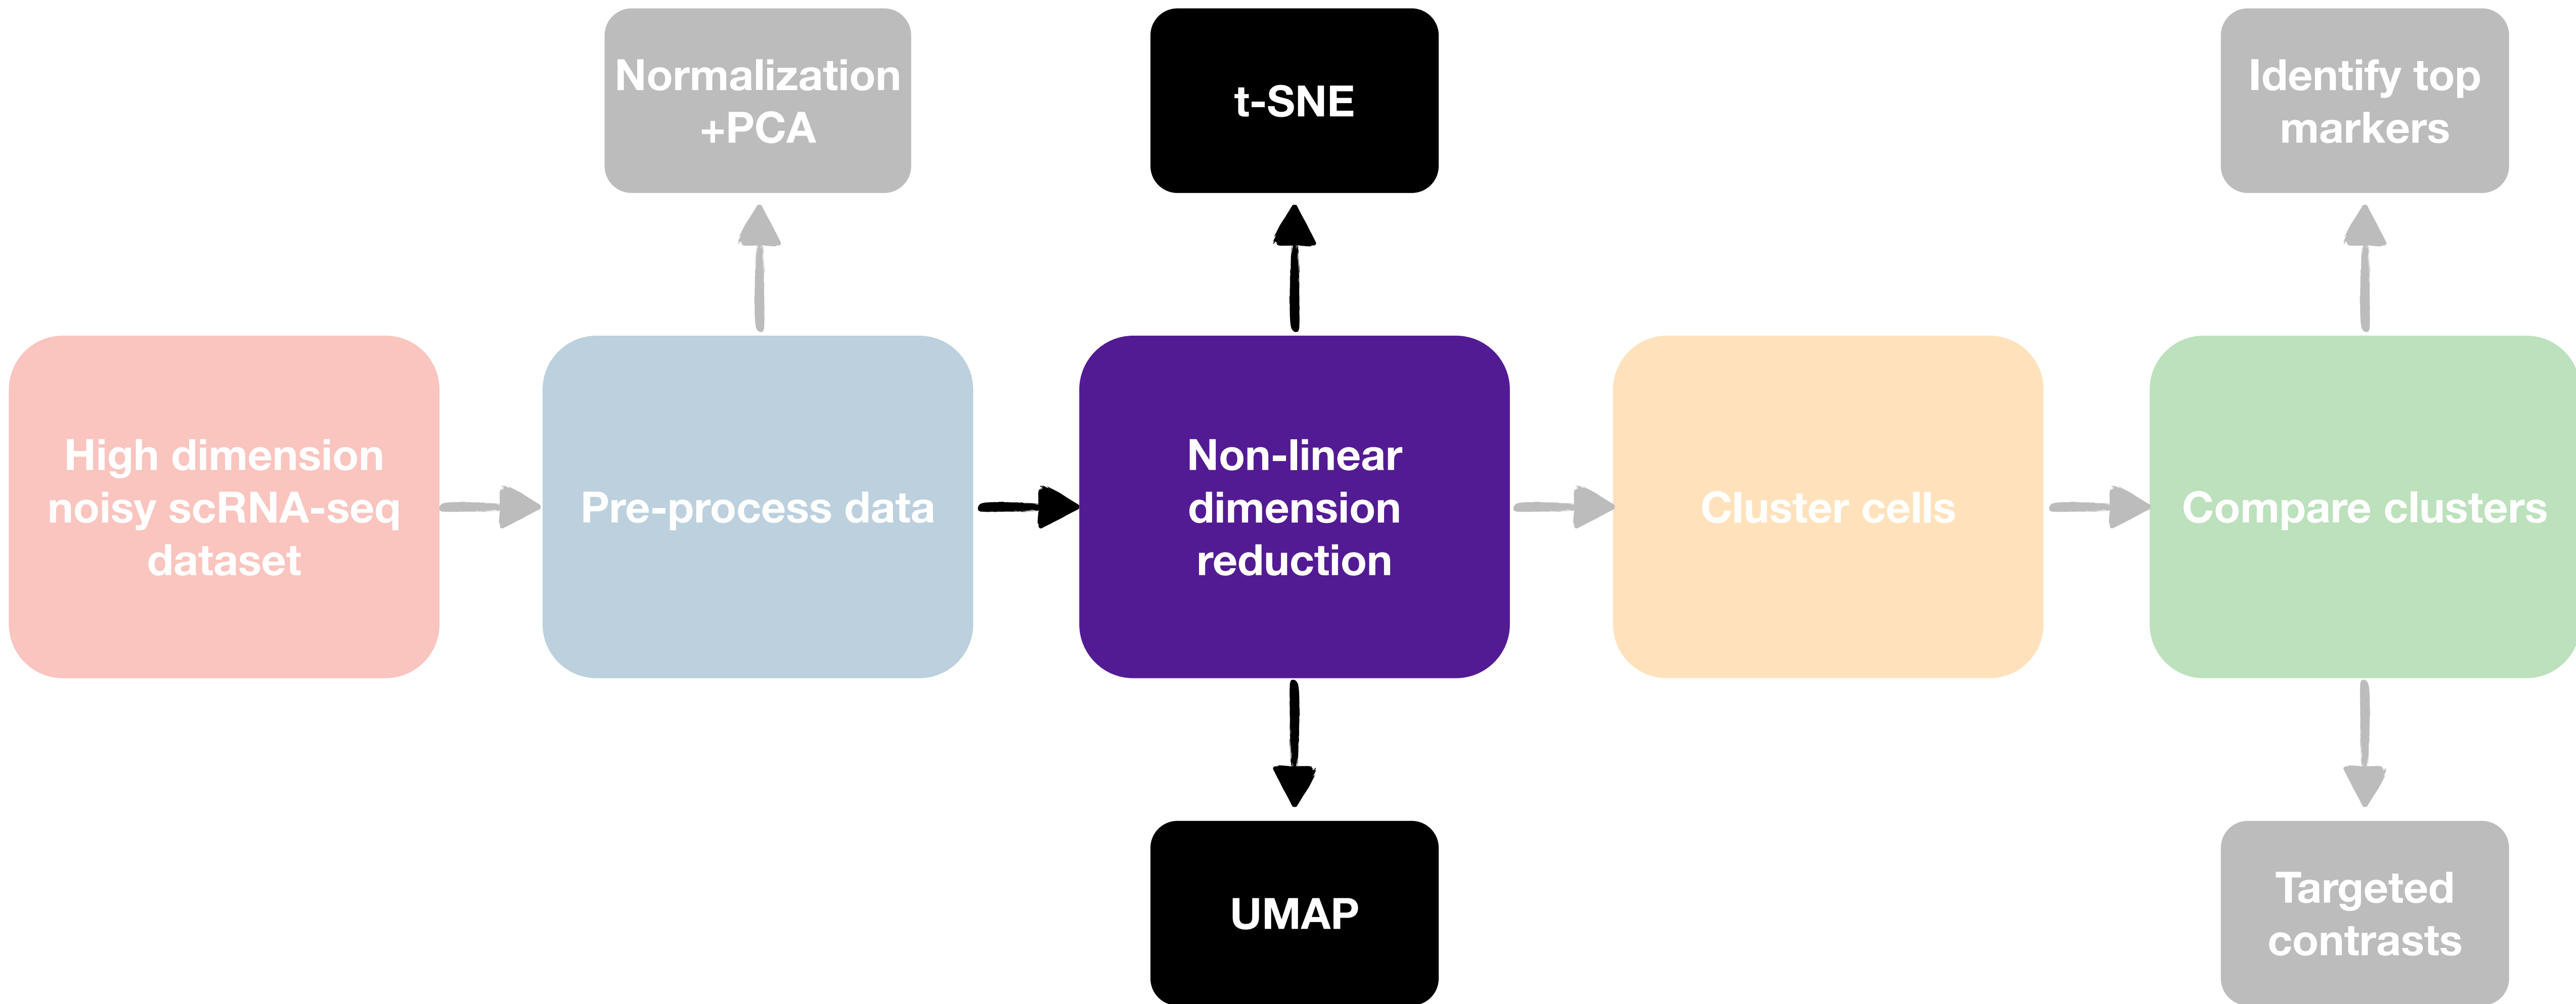 Normalization
+PCA
t-SNE
Identify top
markers
High dimension
noisy scRNA-seq
dataset
Pre-process data
Non-linear
dimension
reduction
Cluster cells
Compare clusters
UMAP
Targeted
contrasts